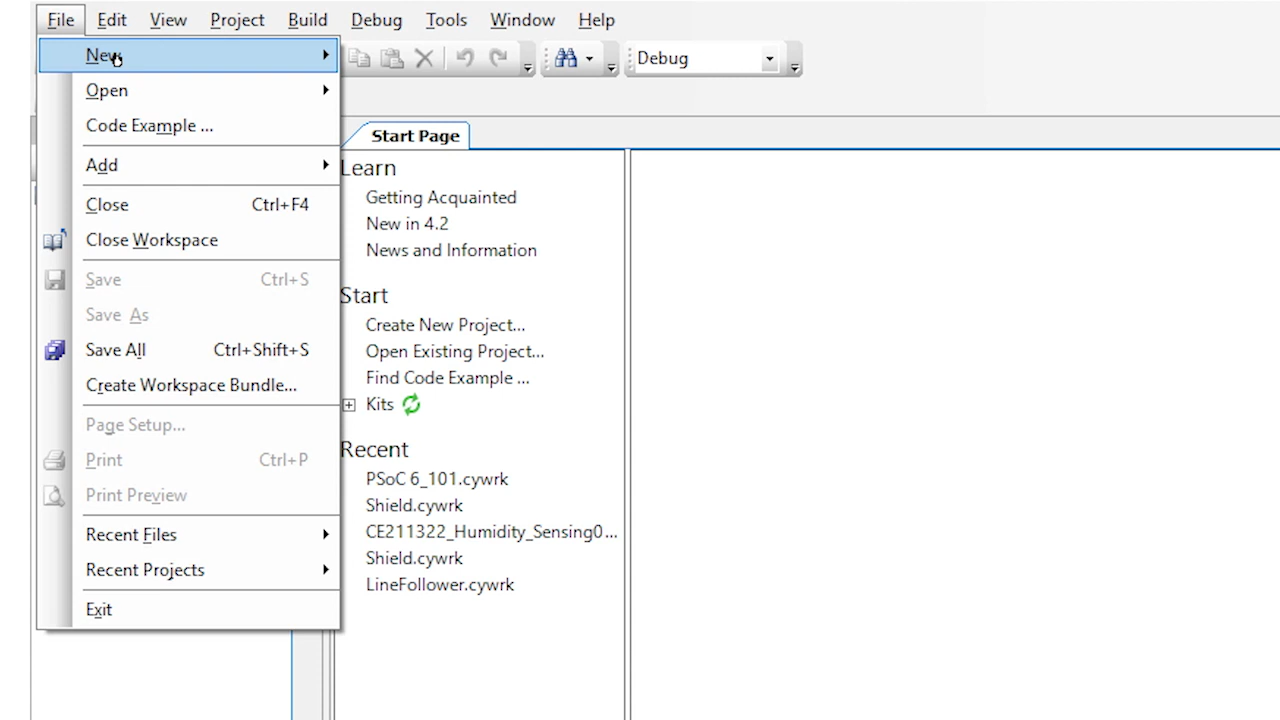 File Edit View Project Build Debug Tools Window Help
New
Debug
Open
Code Example ...
Add
Close Ctrl+F4
Close Workspace
Save Ctrl+S
Save As
Save All Ctrl+Shift+S
Create Workspace Bundle...
Page Setup...
Print Ctrl+P
Print Preview
Recent Files
Recent Projects
Exit
Start Page
Learn
Getting Acquainted
New in 4.2
News and Information
Start
Create New Project...
Open Existing Project...
Find Code Example ...
Kits
Recent
PSoC 6_101.cywrk
Shield.cywrk
CE211322_Humidity_Sensing0...
Shield.cywrk
LineFollower.cywrk